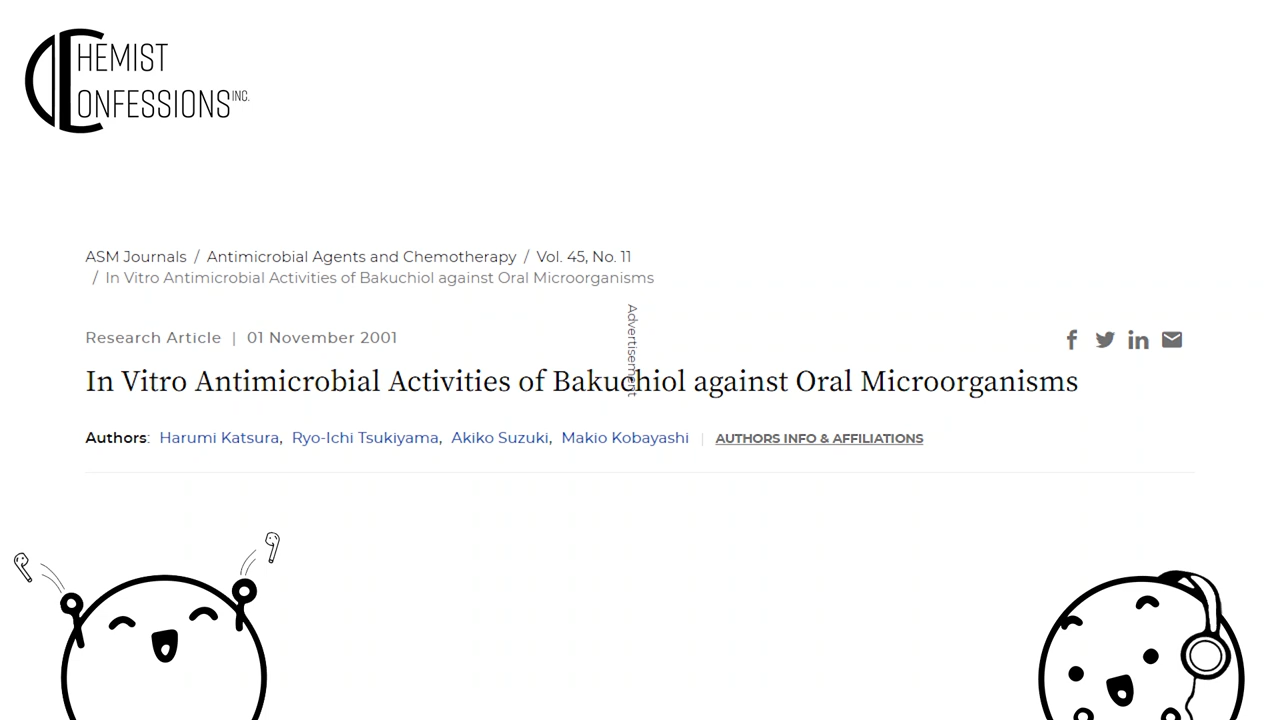 CHEMIST
CONFESSIONS INC.
ASM Journals / Antimicrobial Agents and Chemotherapy / Vol. 45, No. 11
/ In Vitro Antimicrobial Activities of Bakuchiol against Oral Microorganisms
Advertisement
Research Article | 01 November 2001
In Vitro Antimicrobial Activities of Bakuchiol against Oral Microorganisms
Authors: Harumi Katsura, Ryo-Ichi Tsukiyama, Akiko Suzuki, Makio Kobayashi | AUTHORS INFO & AFFILIATIONS